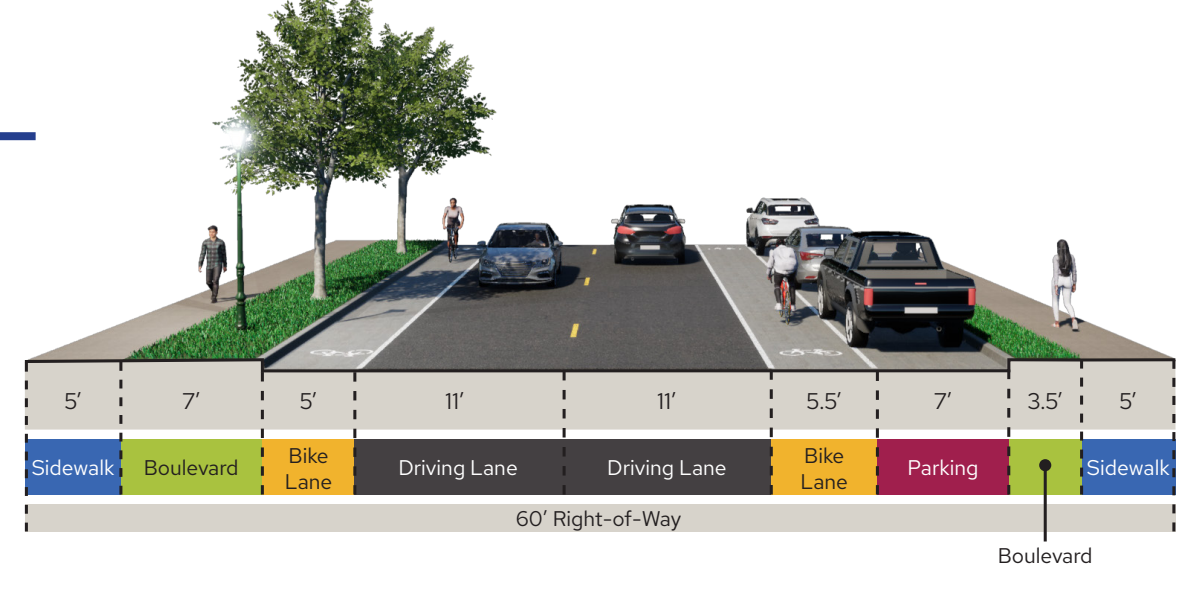 5′ 7′ 5′ 11′ 11′ 5.5′ 7′ 3.5′ 5′
Sidewalk Boulevard Bike Lane Driving Lane Driving Lane Bike Lane Parking Sidewalk
60′ Right-of-Way
Boulevard